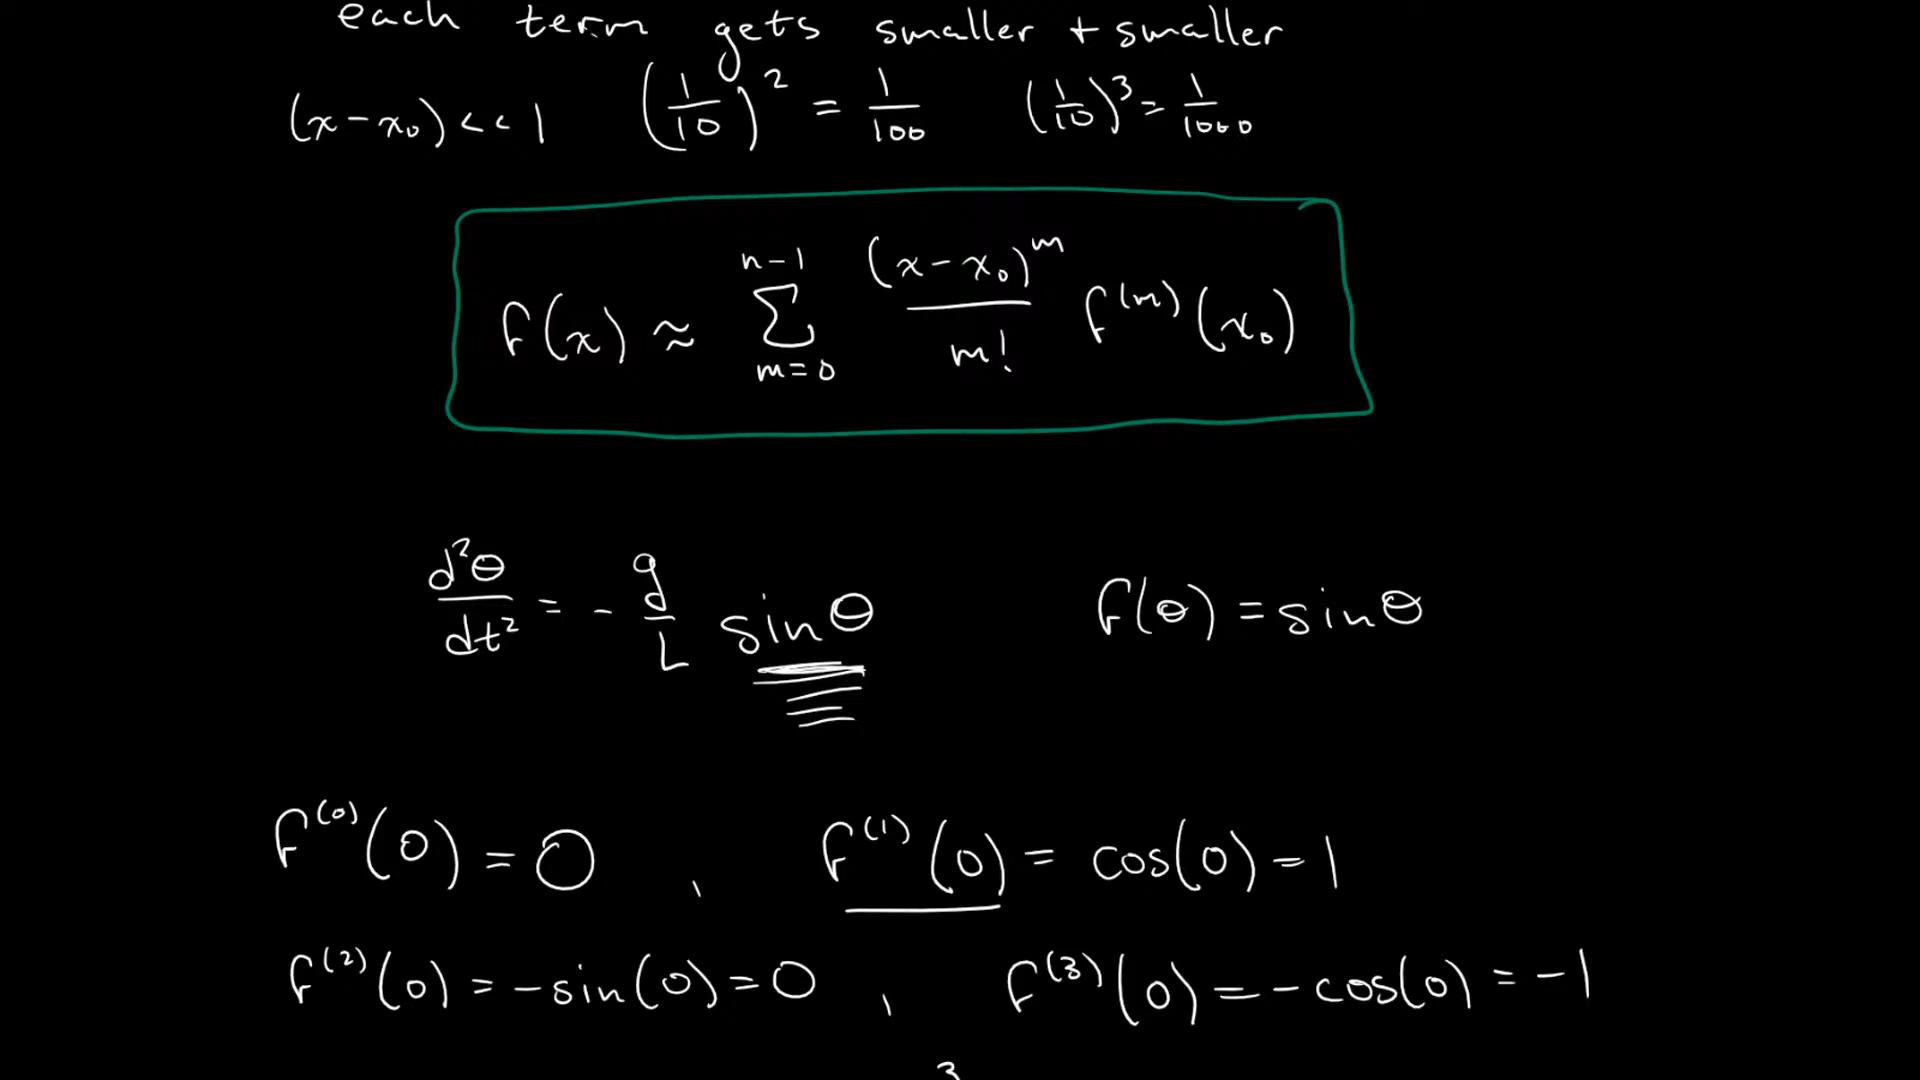 each term gets smaller + smaller
(x-x₀)<<1 (1/10)² = 1/100 (1/10)³ = 1/1000
f(x) ≈ ∑_{m=0}^{n-1} (x-x₀)^m / m! f^(m)(x₀)
d²θ/dt² = - g/L sinθ f(θ) = sinθ
f^(0)(0) = 0 , f^(1)(0) = cos(0) = 1
f^(2)(0) = -sin(0) = 0 , f^(3)(0) = -cos(0) = -1
3